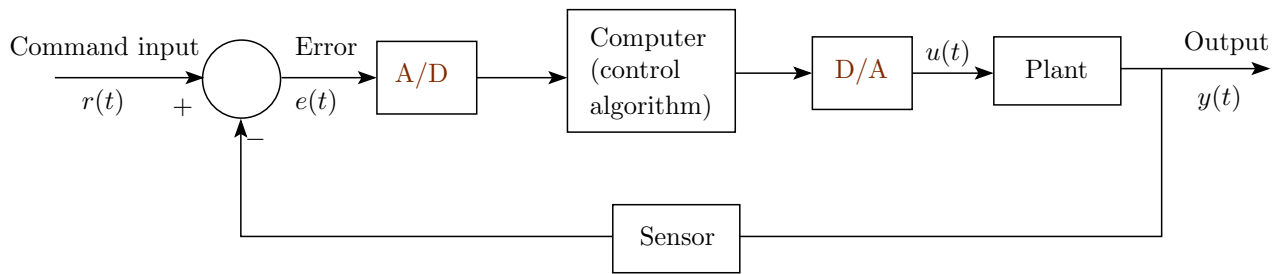 Command input
r(t)
+
−
Error
e(t)
A/D
Computer
(control
algorithm)
D/A
u(t)
Plant
Output
y(t)
Sensor